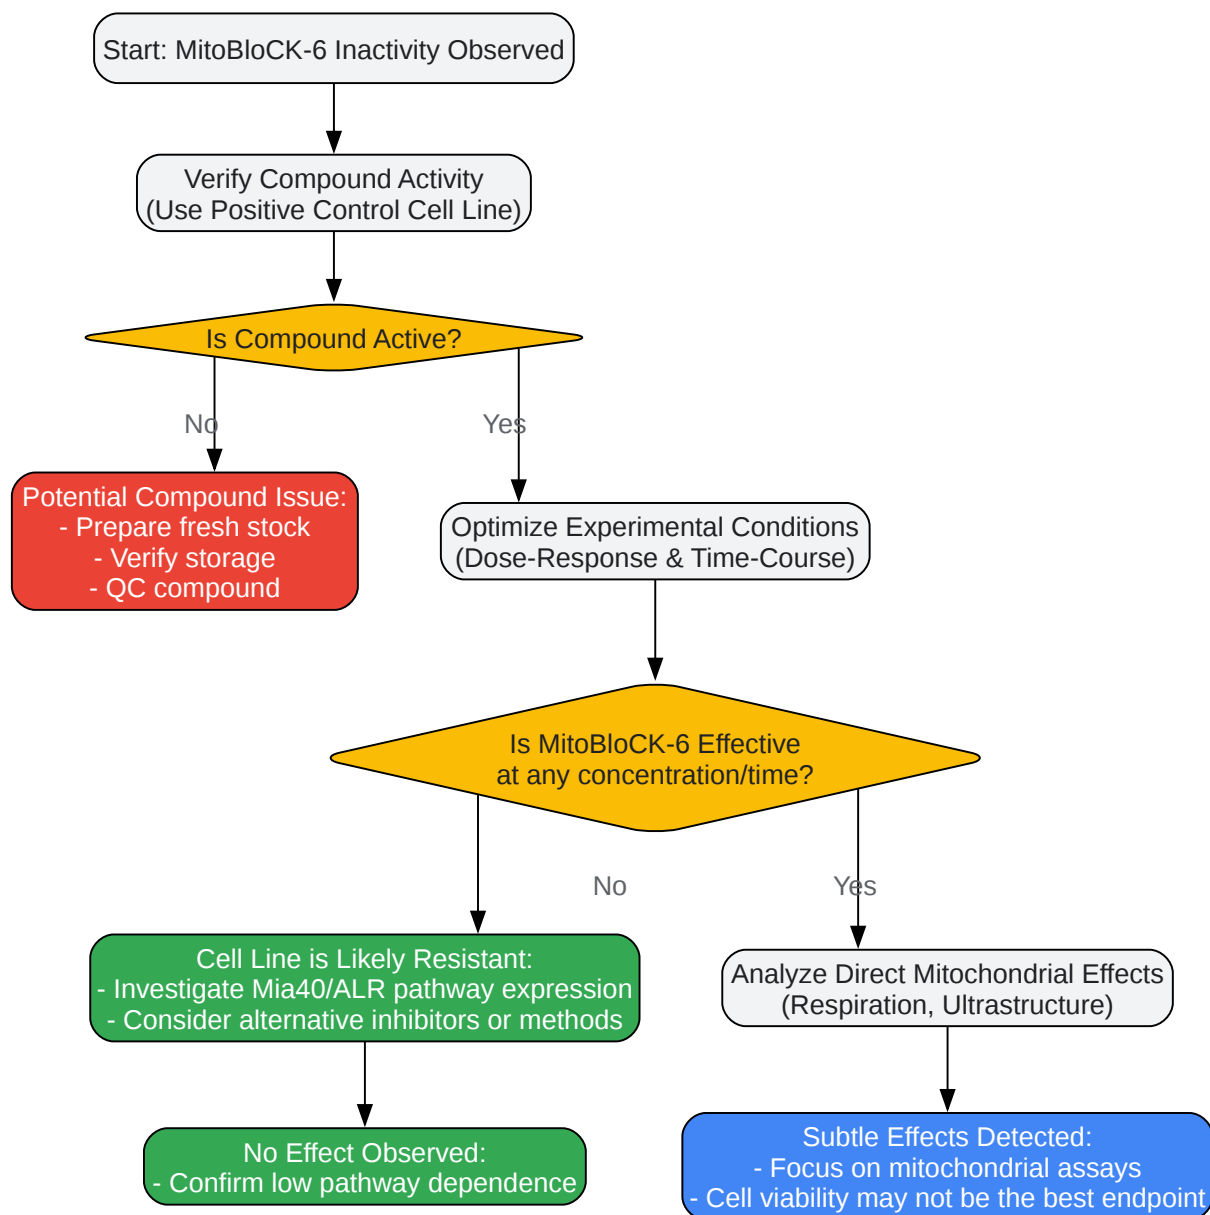 Start: MitoBloCK-6 Inactivity Observed
Verify Compound Activity
(Use Positive Control Cell Line)
Is Compound Active?
No
Yes
Potential Compound Issue:
- Prepare fresh stock
- Verify storage
- QC compound
Optimize Experimental Conditions
(Dose-Response & Time-Course)
Is MitoBloCK-6 Effective
at any concentration/time?
No
Yes
Cell Line is Likely Resistant:
- Investigate Mia40/ALR pathway expression
- Consider alternative inhibitors or methods
Analyze Direct Mitochondrial Effects
(Respiration, Ultrastructure)
No Effect Observed:
- Confirm low pathway dependence
Subtle Effects Detected:
- Focus on mitochondrial assays
- Cell viability may not be the best endpoint